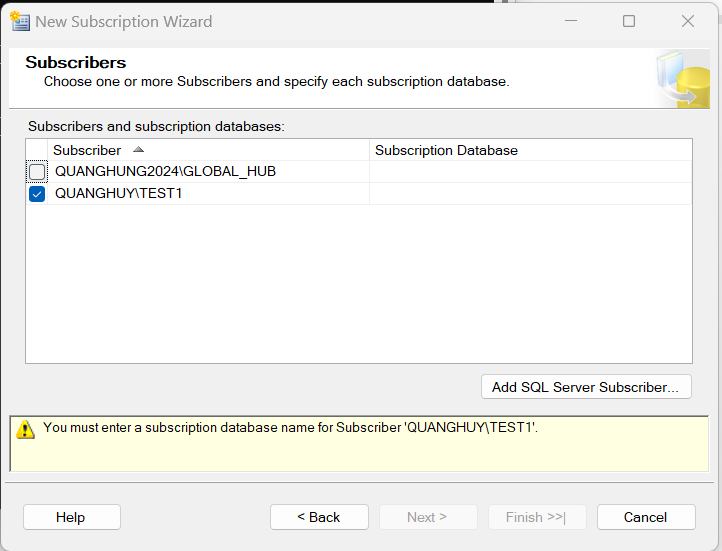 New Subscription Wizard
Subscribers
Choose one or more Subscribers and specify each subscription database.
Subscribers and subscription databases:
Subscriber Subscription Database
QUANGHUNG2024\GLOBAL_HUB
QUANGHUY\TEST1
Add SQL Server Subscriber...
You must enter a subscription database name for Subscriber 'QUANGHUY\TEST1'.
Help < Back Next > Finish >>| Cancel